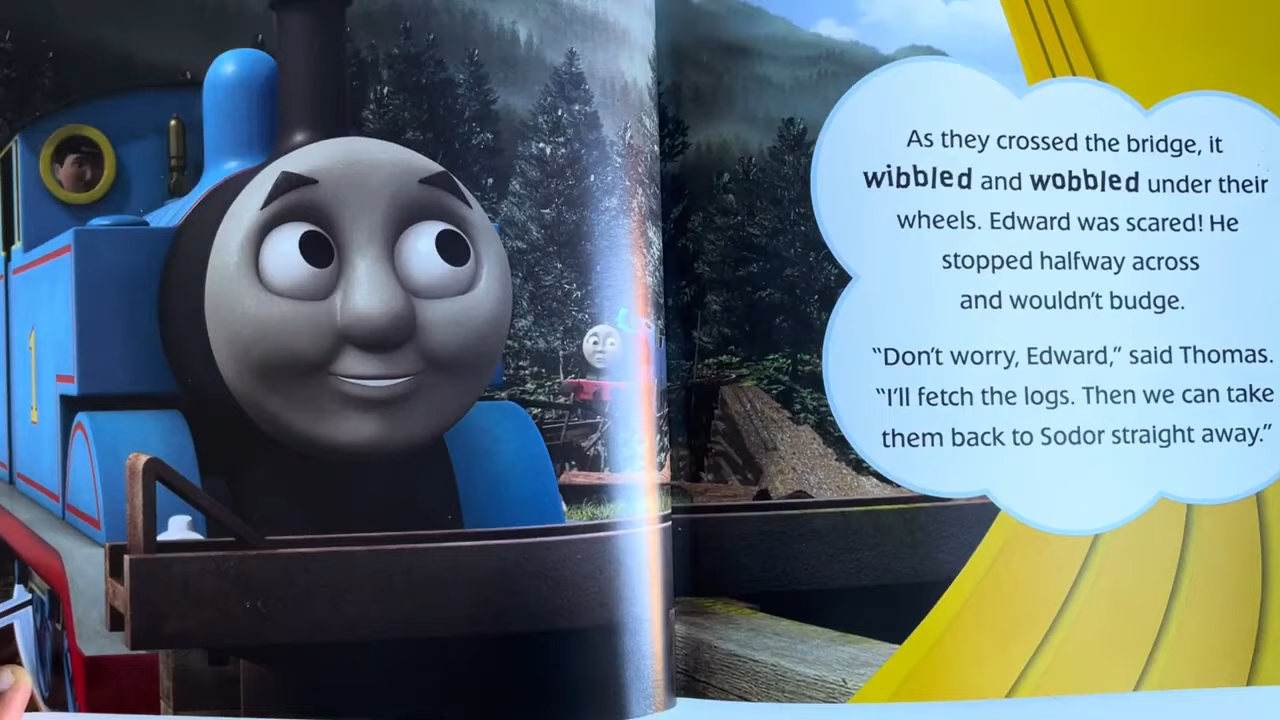 1
As they crossed the bridge, it
wibbled and wobbled under their
wheels. Edward was scared! He
stopped halfway across
and wouldn't budge.
“Don't worry, Edward,” said Thomas.
“I'll fetch the logs. Then we can take
them back to Sodor straight away.”